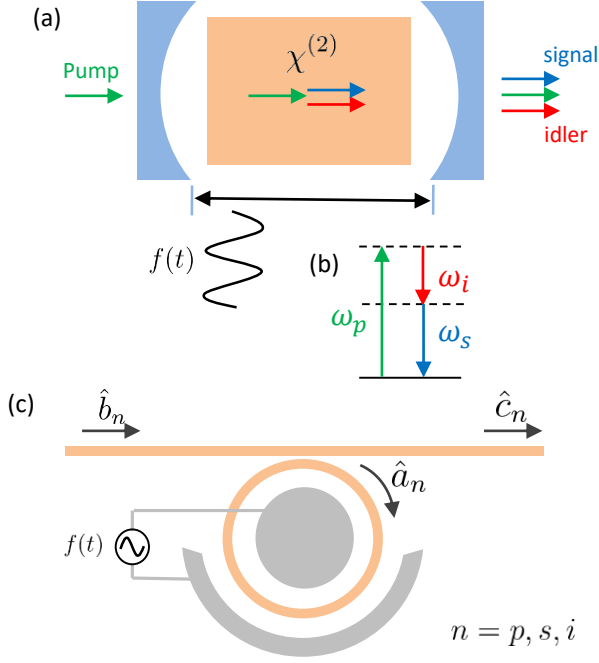 (a)
χ^{(2)}
Pump
signal
idler
f(t)
(b)
ω_i
ω_p
ω_s
(c)
b̂_n
ĉ_n
â_n
f(t)
n = p, s, i